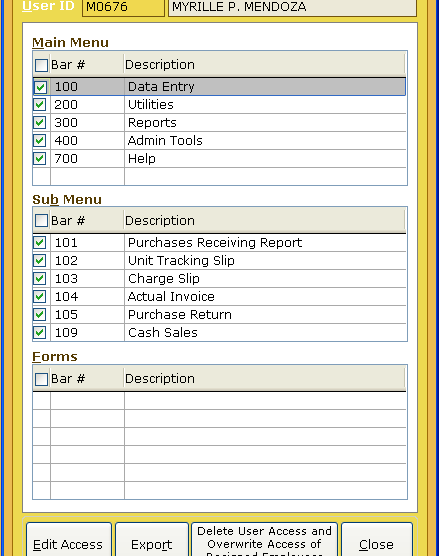 User ID M0676 MYRILLE P. MENDOZA
Main Menu
Bar # Description
100 Data Entry
200 Utilities
300 Reports
400 Admin Tools
700 Help
Sub Menu
Bar # Description
101 Purchases Receiving Report
102 Unit Tracking Slip
103 Charge Slip
104 Actual Invoice
105 Purchase Return
109 Cash Sales
Forms
Bar # Description
Edit Access Export Delete User Access and Close
Overwrite Access of
Resigned Employees